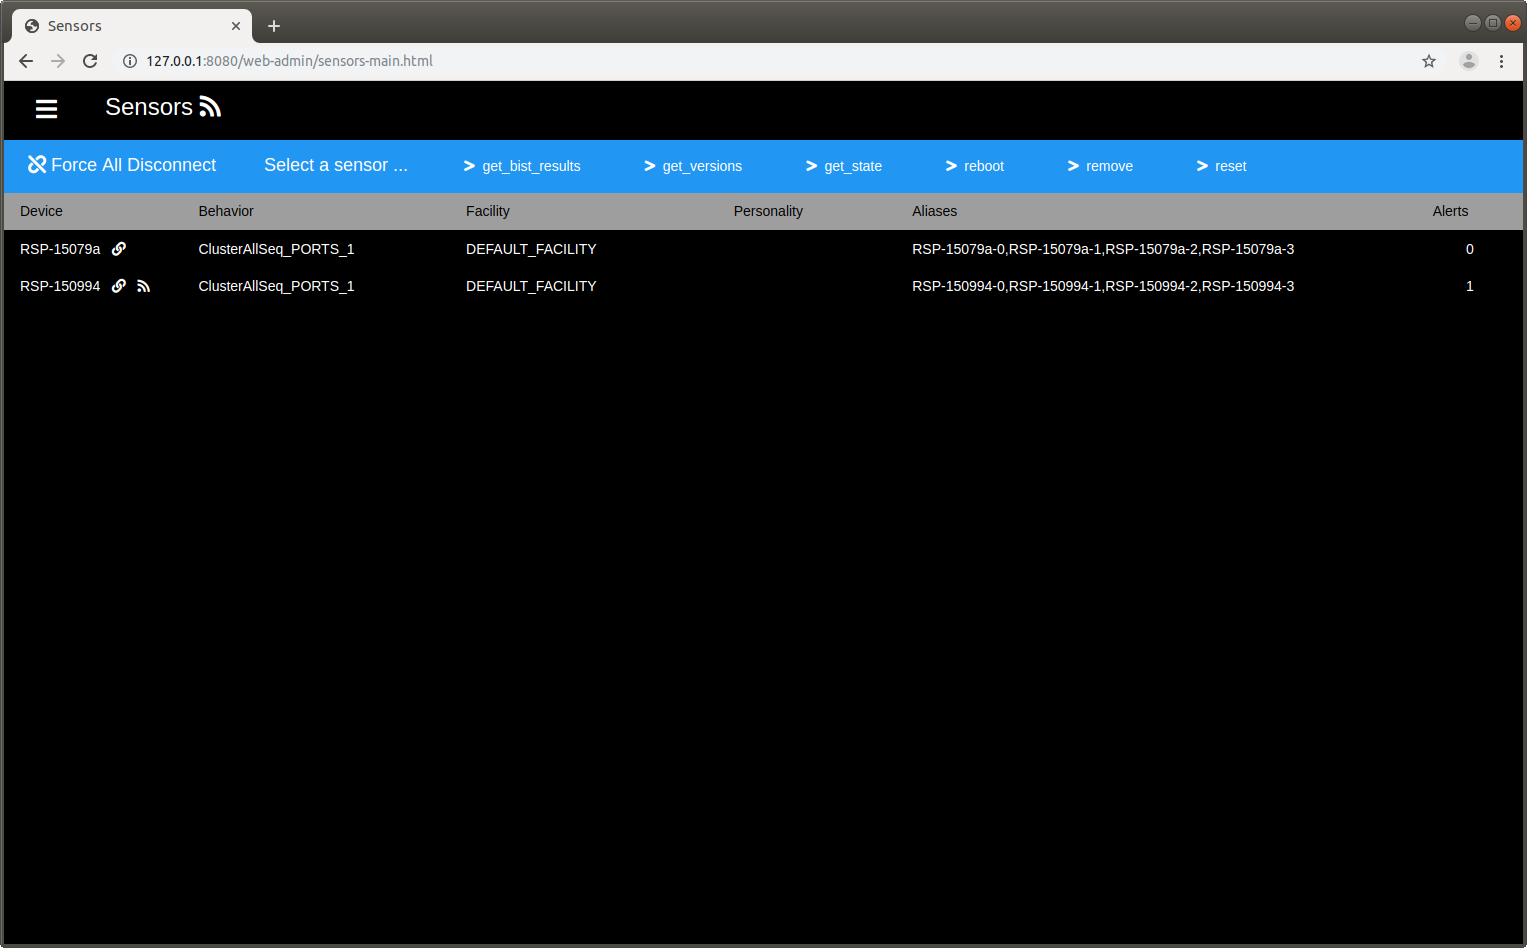 Sensors
127.0.0.1:8080/web-admin/sensors-main.html
Sensors
Force All Disconnect Select a sensor ... > get_bist_results > get_versions > get_state > reboot > remove > reset
Device Behavior Facility Personality Aliases Alerts
RSP-15079a ClusterAllSeq_PORTS_1 DEFAULT_FACILITY RSP-15079a-0,RSP-15079a-1,RSP-15079a-2,RSP-15079a-3 0
RSP-150994 ClusterAllSeq_PORTS_1 DEFAULT_FACILITY RSP-150994-0,RSP-150994-1,RSP-150994-2,RSP-150994-3 1